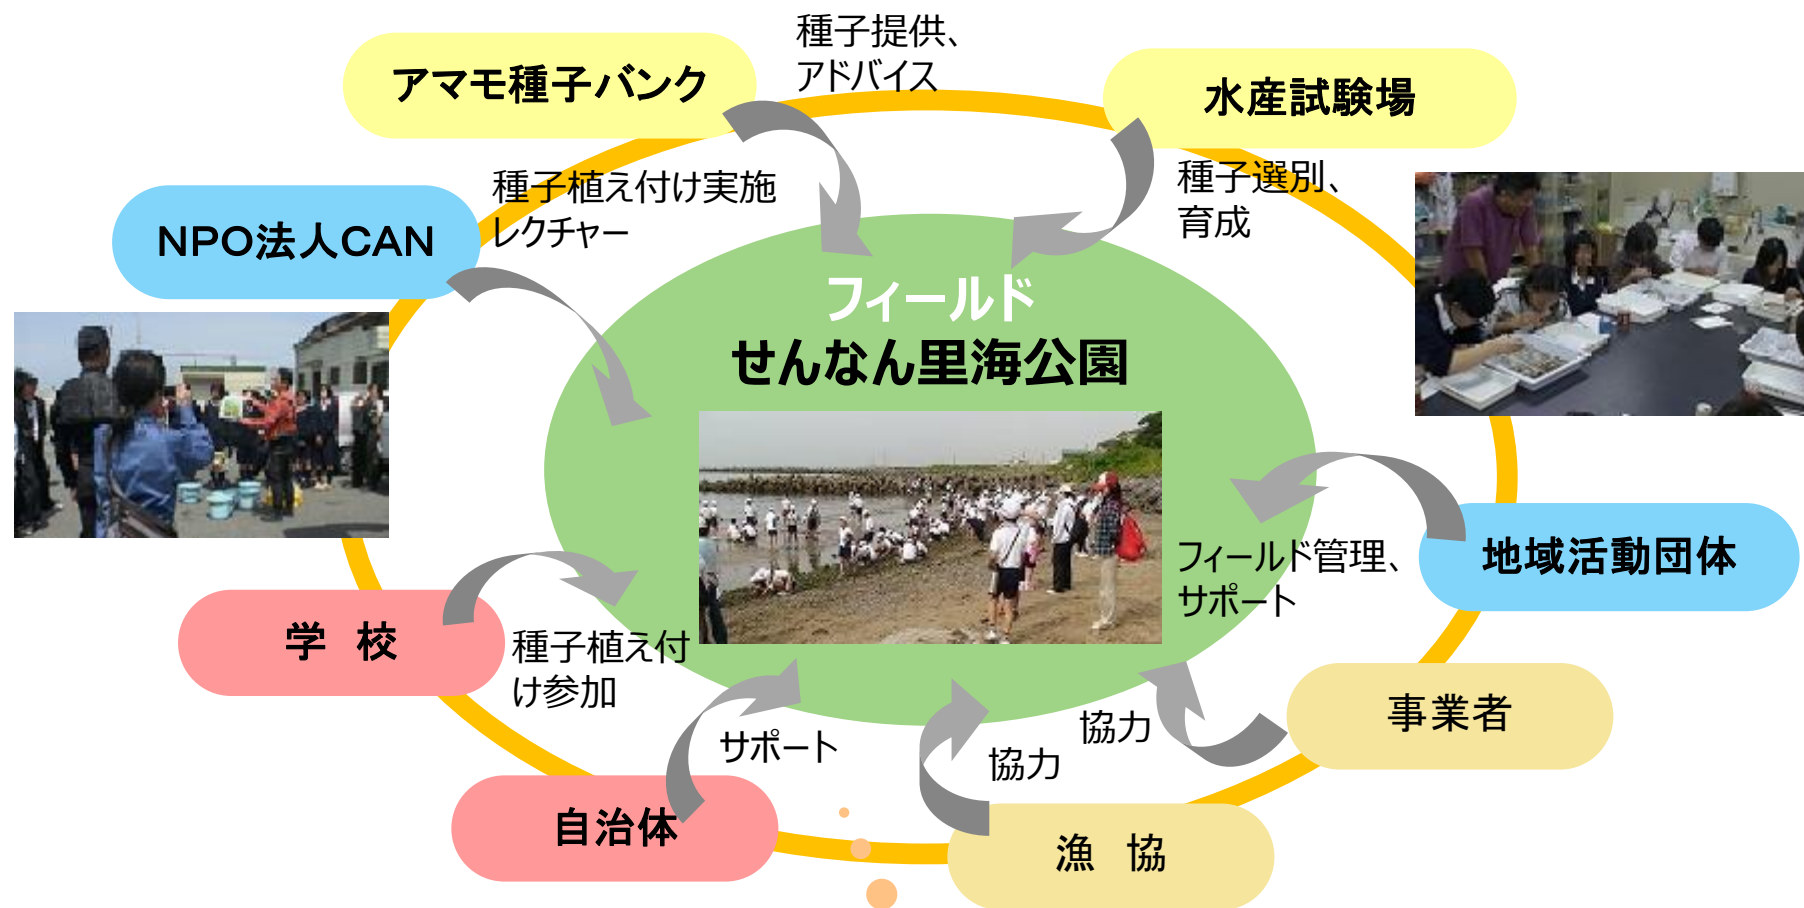 種子提供、
アドバイス
アマモ種子バンク
水産試験場
種子植え付け実施
レクチャー
種子選別、
育成
NPO法人CAN
フィールド
せんなん里海公園
フィールド管理、
サポート
地域活動団体
学　校
種子植え付
け参加
サポート
協力
協力
事業者
自治体
漁　協